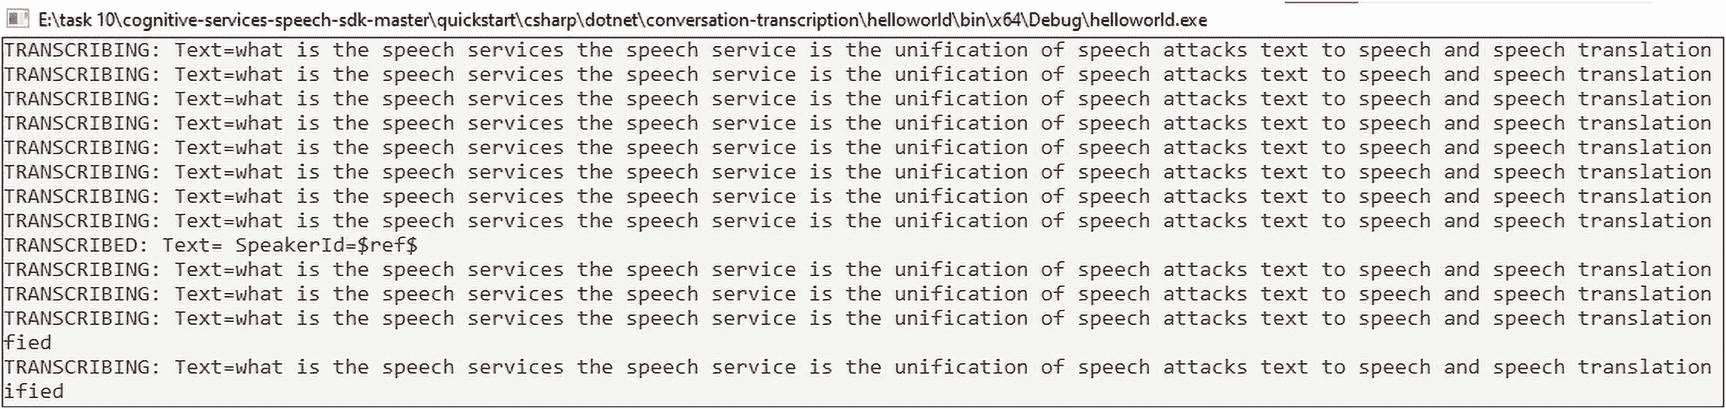 E:\task 10\cognitive-services-speech-sdk-master\quickstart\csharp\dotnet\conversation-transcription\helloworld\bin\x64\Debug\helloworld.exe
TRANSCRIBING: Text=what is the speech services the speech service is the unification of speech attacks text to speech and speech translation
TRANSCRIBING: Text=what is the speech services the speech service is the unification of speech attacks text to speech and speech translation
TRANSCRIBING: Text=what is the speech services the speech service is the unification of speech attacks text to speech and speech translation
TRANSCRIBING: Text=what is the speech services the speech service is the unification of speech attacks text to speech and speech translation
TRANSCRIBING: Text=what is the speech services the speech service is the unification of speech attacks text to speech and speech translation
TRANSCRIBING: Text=what is the speech services the speech service is the unification of speech attacks text to speech and speech translation
TRANSCRIBING: Text=what is the speech services the speech service is the unification of speech attacks text to speech and speech translation
TRANSCRIBING: Text=what is the speech services the speech service is the unification of speech attacks text to speech and speech translation
TRANSCRIBED: Text= SpeakerId=$ref$
TRANSCRIBING: Text=what is the speech services the speech service is the unification of speech attacks text to speech and speech translation
TRANSCRIBING: Text=what is the speech services the speech service is the unification of speech attacks text to speech and speech translation
TRANSCRIBING: Text=what is the speech services the speech service is the unification of speech attacks text to speech and speech translation
fied
TRANSCRIBING: Text=what is the speech services the speech service is the unification of speech attacks text to speech and speech translation
ified